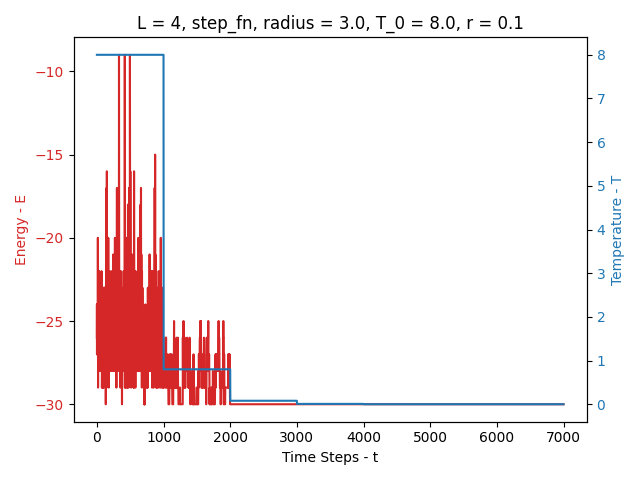 L = 4, step_fn, radius = 3.0, T_0 = 8.0, r = 0.1
−10
−15
−20
−25
−30
Energy - E
8
7
6
5
4
3
2
1
0
Temperature - T
0 1000 2000 3000 4000 5000 6000 7000
Time Steps - t